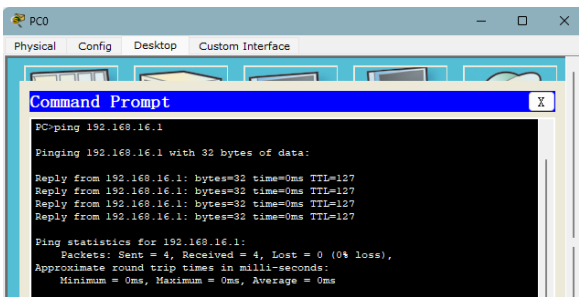 PC0
Physical Config Desktop Custom Interface
Command Prompt X
PC>ping 192.168.16.1
Pinging 192.168.16.1 with 32 bytes of data:
Reply from 192.168.16.1: bytes=32 time=0ms TTL=127
Reply from 192.168.16.1: bytes=32 time=0ms TTL=127
Reply from 192.168.16.1: bytes=32 time=0ms TTL=127
Reply from 192.168.16.1: bytes=32 time=0ms TTL=127
Ping statistics for 192.168.16.1:
Packets: Sent = 4, Received = 4, Lost = 0 (0% loss),
Approximate round trip times in milli-seconds:
Minimum = 0ms, Maximum = 0ms, Average = 0ms